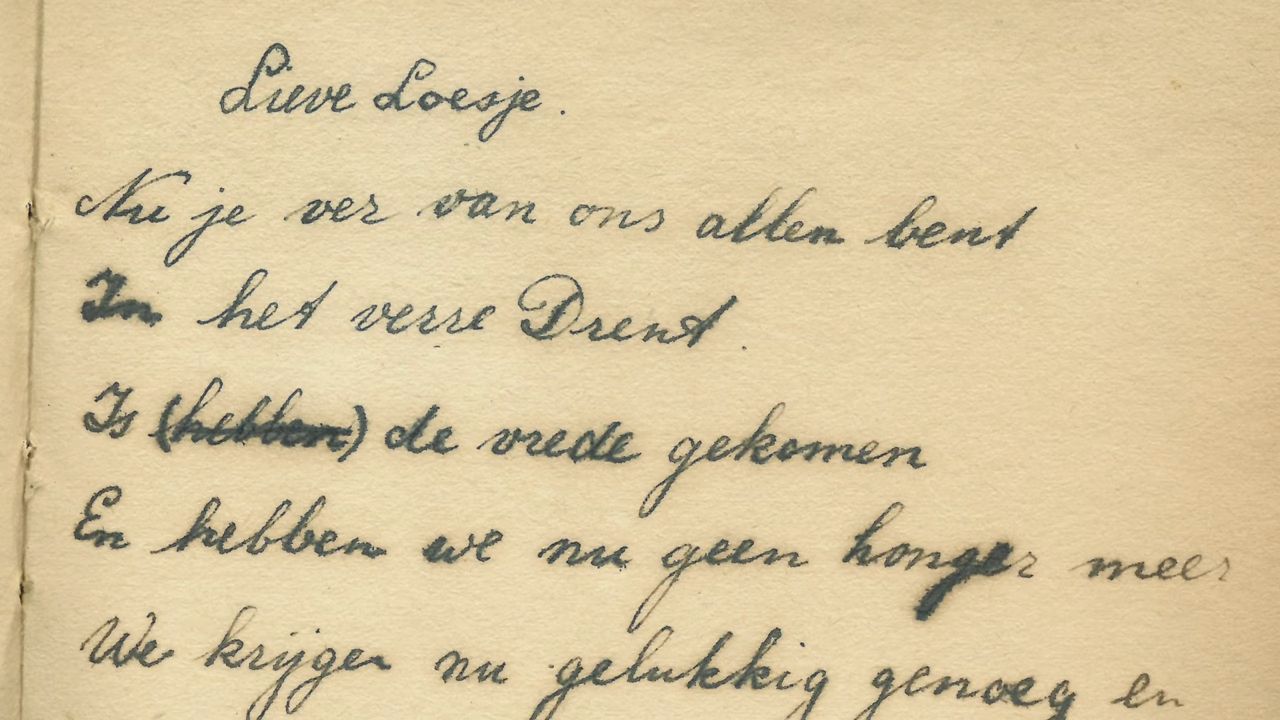 Lieve Loesje.
Nu je ver van ons allen bent
In het verre Drent.
Is (hebben) de vrede gekomen
En hebben we nu geen honger meer
We krijgen nu gelukkig genoeg en